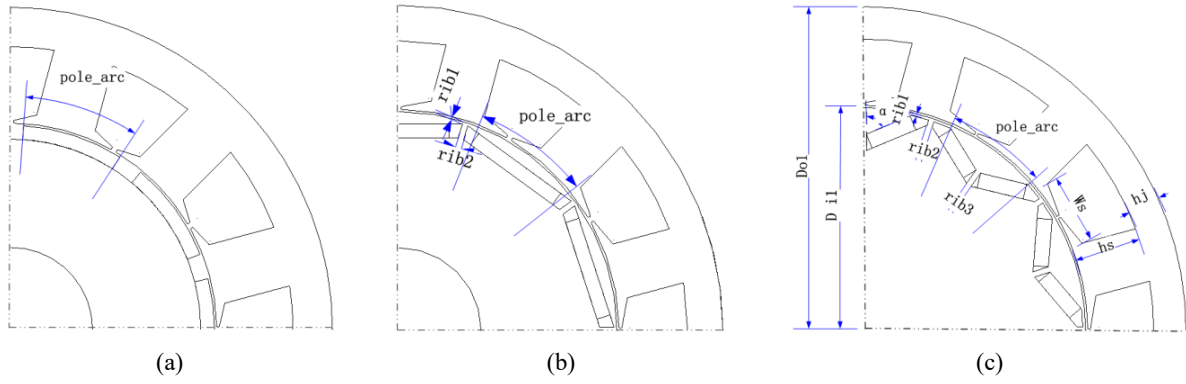 pole_arc
(a)
rib1
pole_arc
rib2
(b)
Do1
D i1
α
rib1
pole_arc
rib2
rib3
Ws
hj
hs
(c)